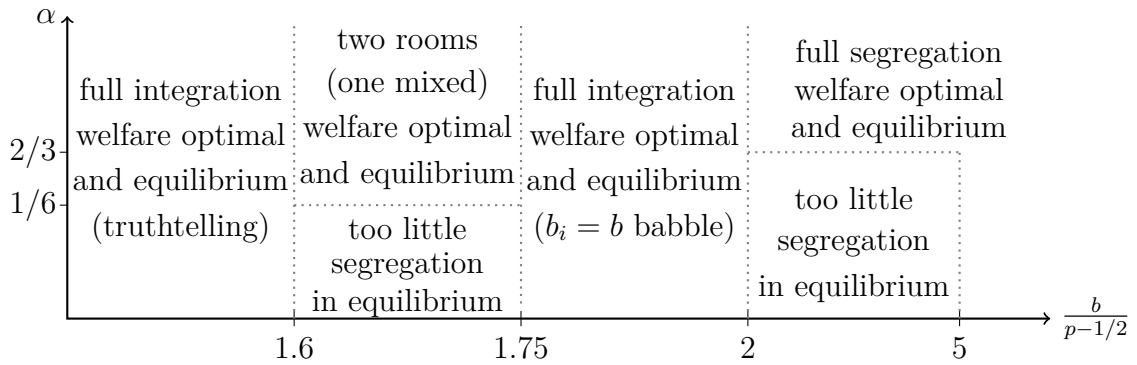 α
full integration
welfare optimal
and equilibrium
(truthtelling)
two rooms
(one mixed)
welfare optimal
and equilibrium
too little
segregation
in equilibrium
full integration
welfare optimal
and equilibrium
(b_i = b babble)
full segregation
welfare optimal
and equilibrium
too little
segregation
in equilibrium
2/3
1/6
1.6
1.75
2
5
b
p−1/2